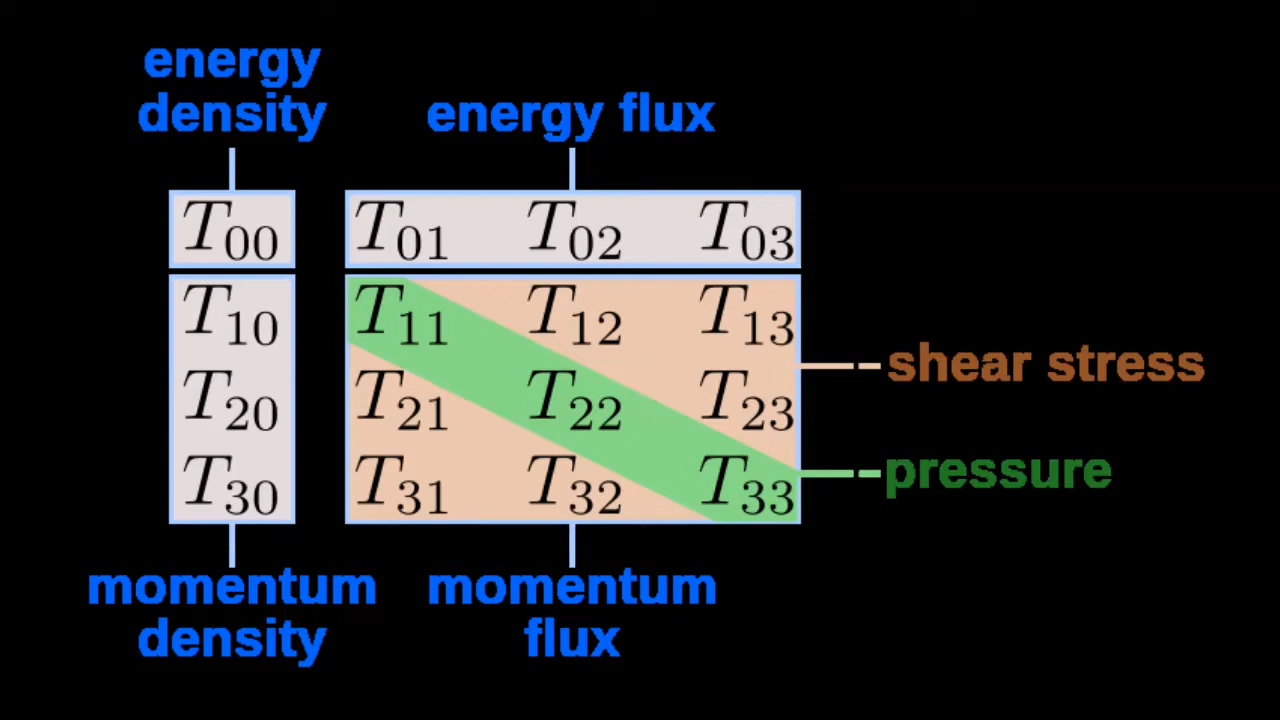 energy
density
energy flux
T00 T01 T02 T03
T10 T11 T12 T13
shear stress
T20 T21 T22 T23
pressure
T30 T31 T32 T33
momentum
density
momentum
flux